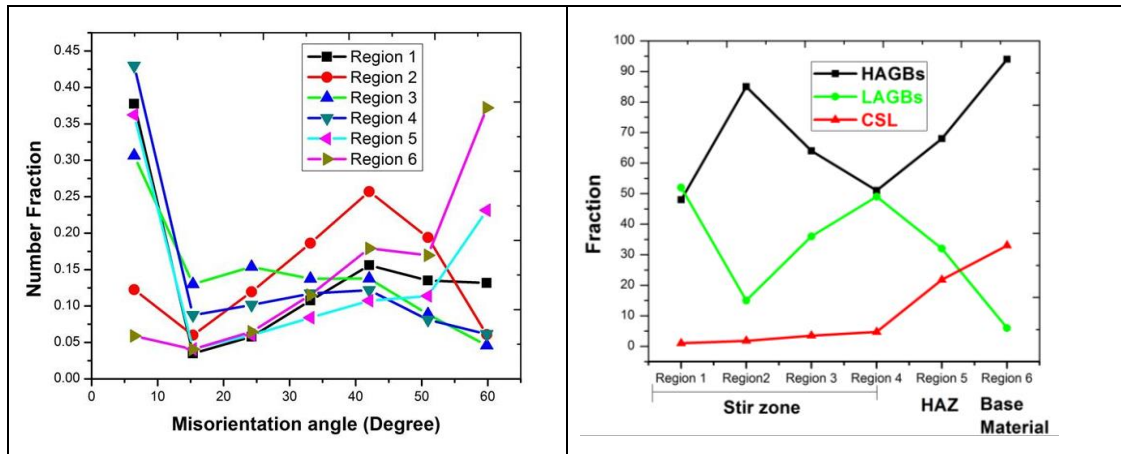 0.45
0.40
0.35
0.30
0.25
0.20
0.15
0.10
0.05
0.00
Number Fraction
Region 1
Region 2
Region 3
Region 4
Region 5
Region 6
0 10 20 30 40 50 60
Misorientation angle (Degree)
100
90
80
70
60
50
40
30
20
10
0
Fraction
HAGBs
LAGBs
CSL
Region 1 Region2 Region 3 Region 4 Region 5 Region 6
Stir zone HAZ Base
Material